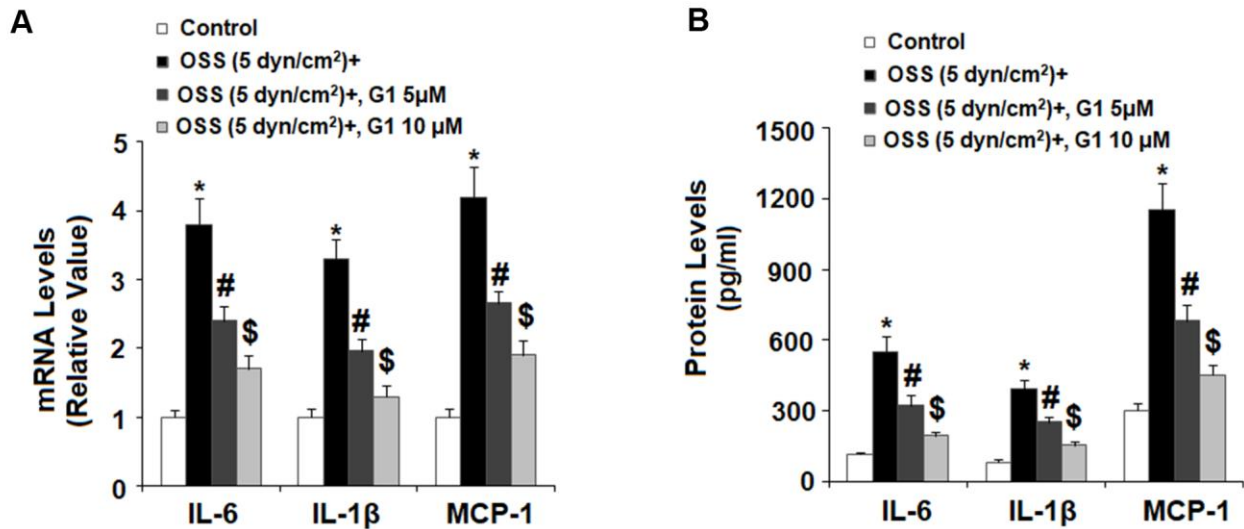 A
Control
OSS (5 dyn/cm²)+
OSS (5 dyn/cm²)+, G1 5μM
OSS (5 dyn/cm²)+, G1 10 μM
mRNA Levels
(Relative Value)
5
4
3
2
1
0
* # $
* # $
* # $
IL-6 IL-1β MCP-1
B
Control
OSS (5 dyn/cm²)+
OSS (5 dyn/cm²)+, G1 5μM
OSS (5 dyn/cm²)+, G1 10 μM
Protein Levels
(pg/ml)
1500
1200
900
600
300
0
* # $
* # $
* # $
IL-6 IL-1β MCP-1